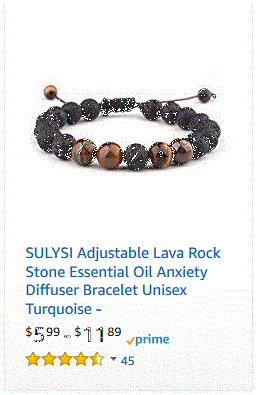 SULYSI Adjustable Lava Rock
Stone Essential Oil Anxiety
Diffuser Bracelet Unisex
Turquoise -
$5.99 - $11.89 prime
45